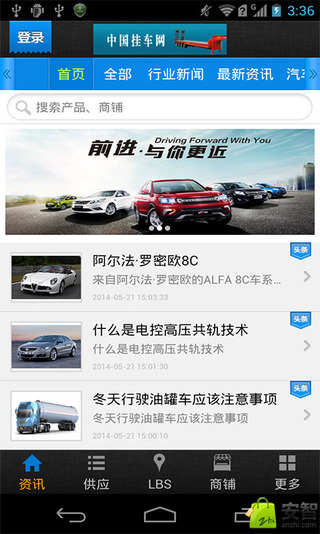 3:36
登录
中国挂车网
首页 全部 行业新闻 最新资讯 汽车
搜索产品、商铺
Driving Forward With You
前进·与你更近
头条
阿尔法·罗密欧8C
来自阿尔法·罗密欧的ALFA 8C车系...
2014-05-21 15:03:33
头条
什么是电控高压共轨技术
什么是电控高压共轨技术
2014-05-21 15:01:30
头条
冬天行驶油罐车应该注意事项
冬天行驶油罐车应该注意事项
2014-05-21 15:00:10
资讯 供应 LBS 商铺 更多
安智
anzhi.com